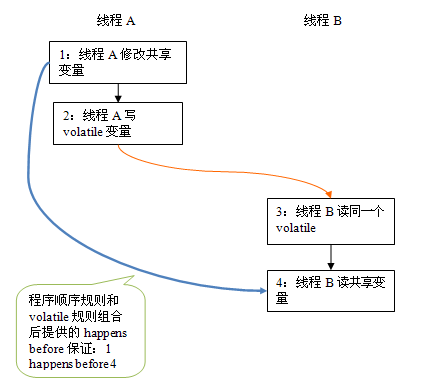 线程 A
线程 B
1：线程 A 修改共享
变量
2：线程 A 写
volatile 变量
3：线程 B 读同一个
volatile
4：线程 B 读共享变
量
程序顺序规则和
volatile 规则组合
后提供的 happens
before 保证：1
happens before 4